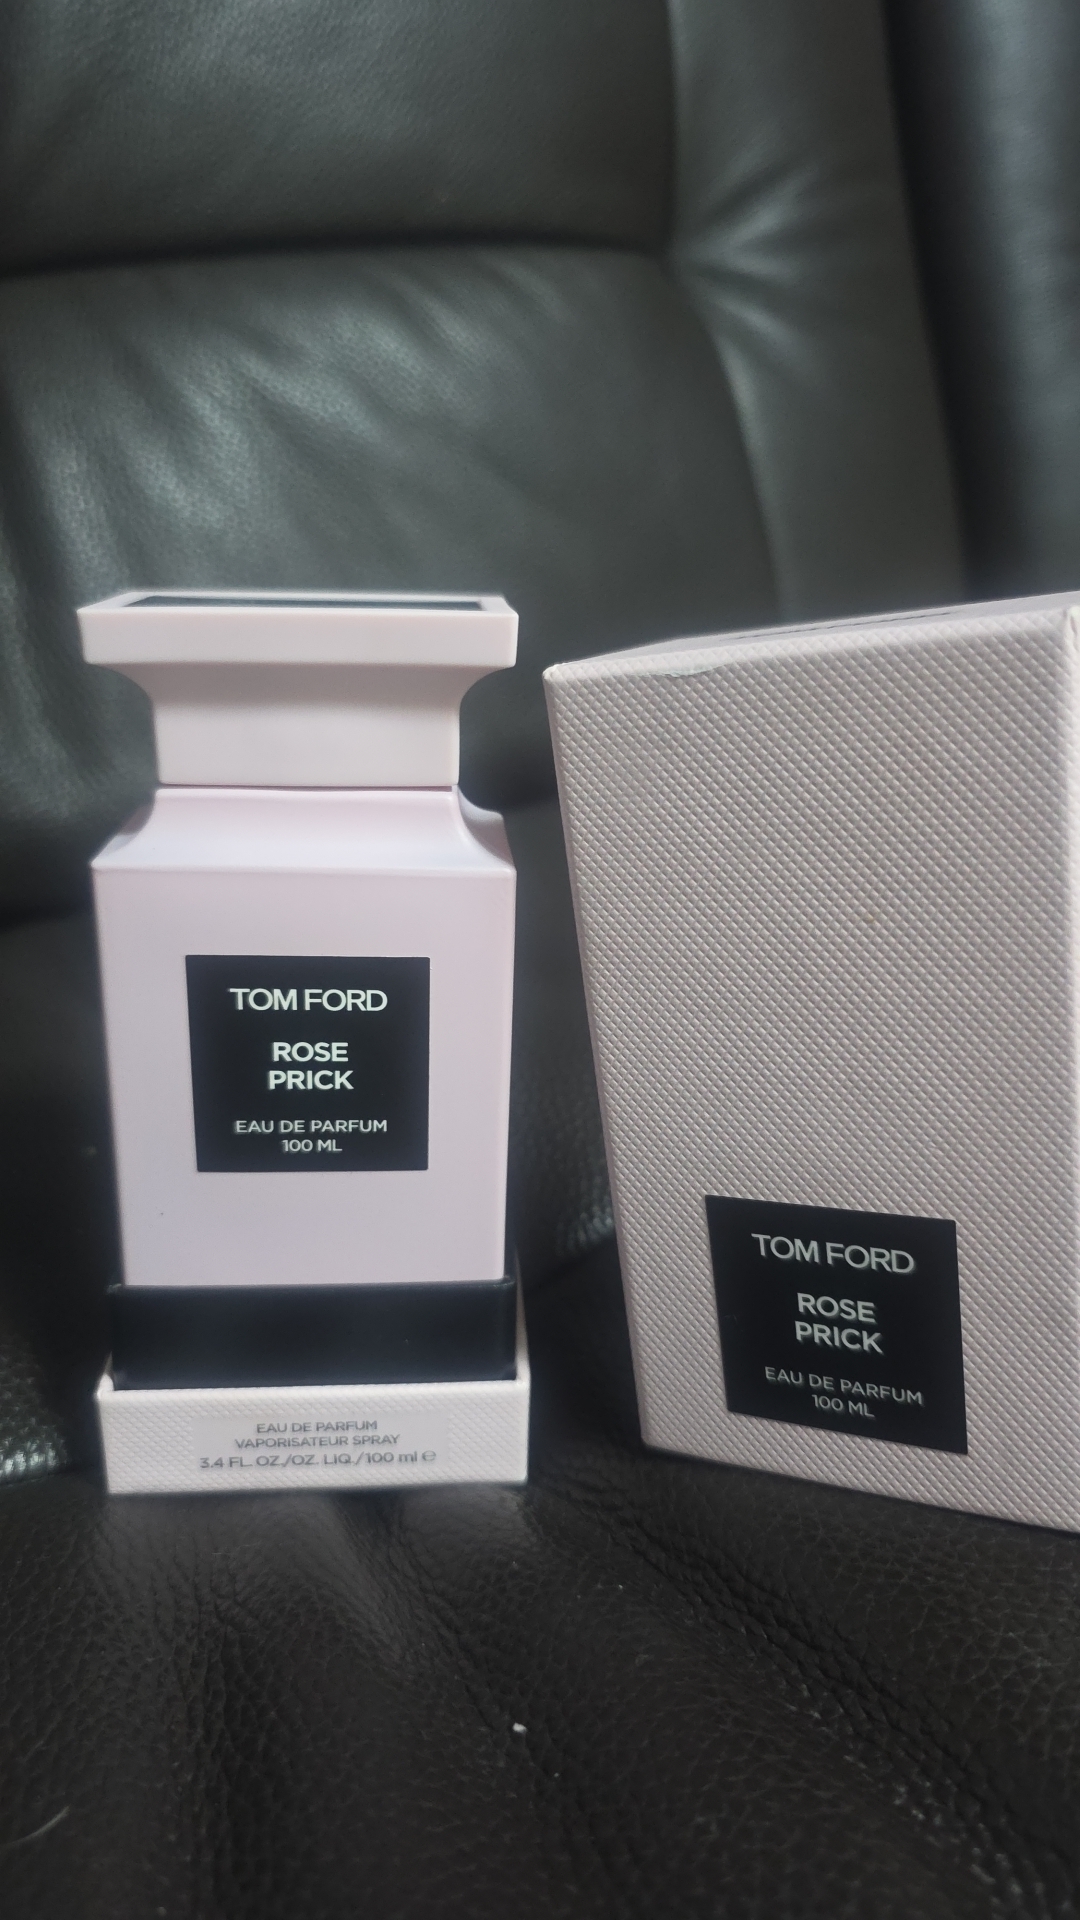 TOM FORD
ROSE
PRICK
EAU DE PARFUM
100 ML
EAU DE PARFUM
VAPORISATEUR SPRAY
3.4 FL. OZ./OZ. LIQ./100 ml ℮
TOM FORD
ROSE
PRICK
EAU DE PARFUM
100 ML